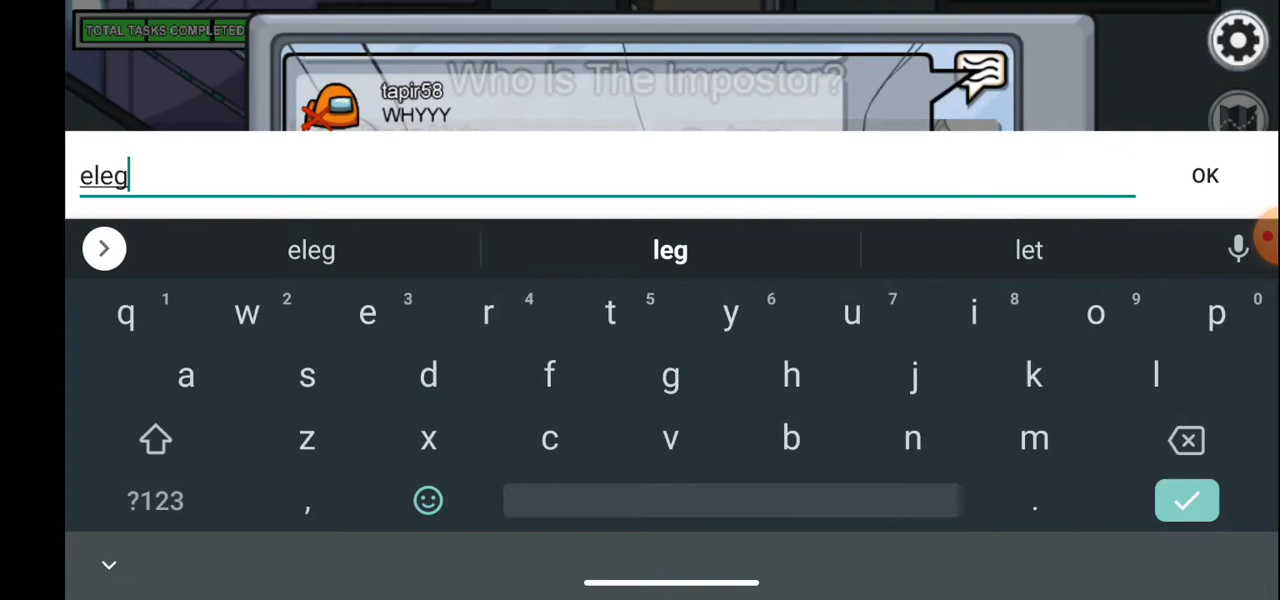 TOTAL TASKS COMPLETED
Who Is The Impostor?
tapir58
WHYYY
eleg
OK
eleg leg let
q 1 w 2 e 3 r 4 t 5 y 6 u 7 i 8 o 9 p 0
a s d f g h j k l
z x c v b n m
?123 , .